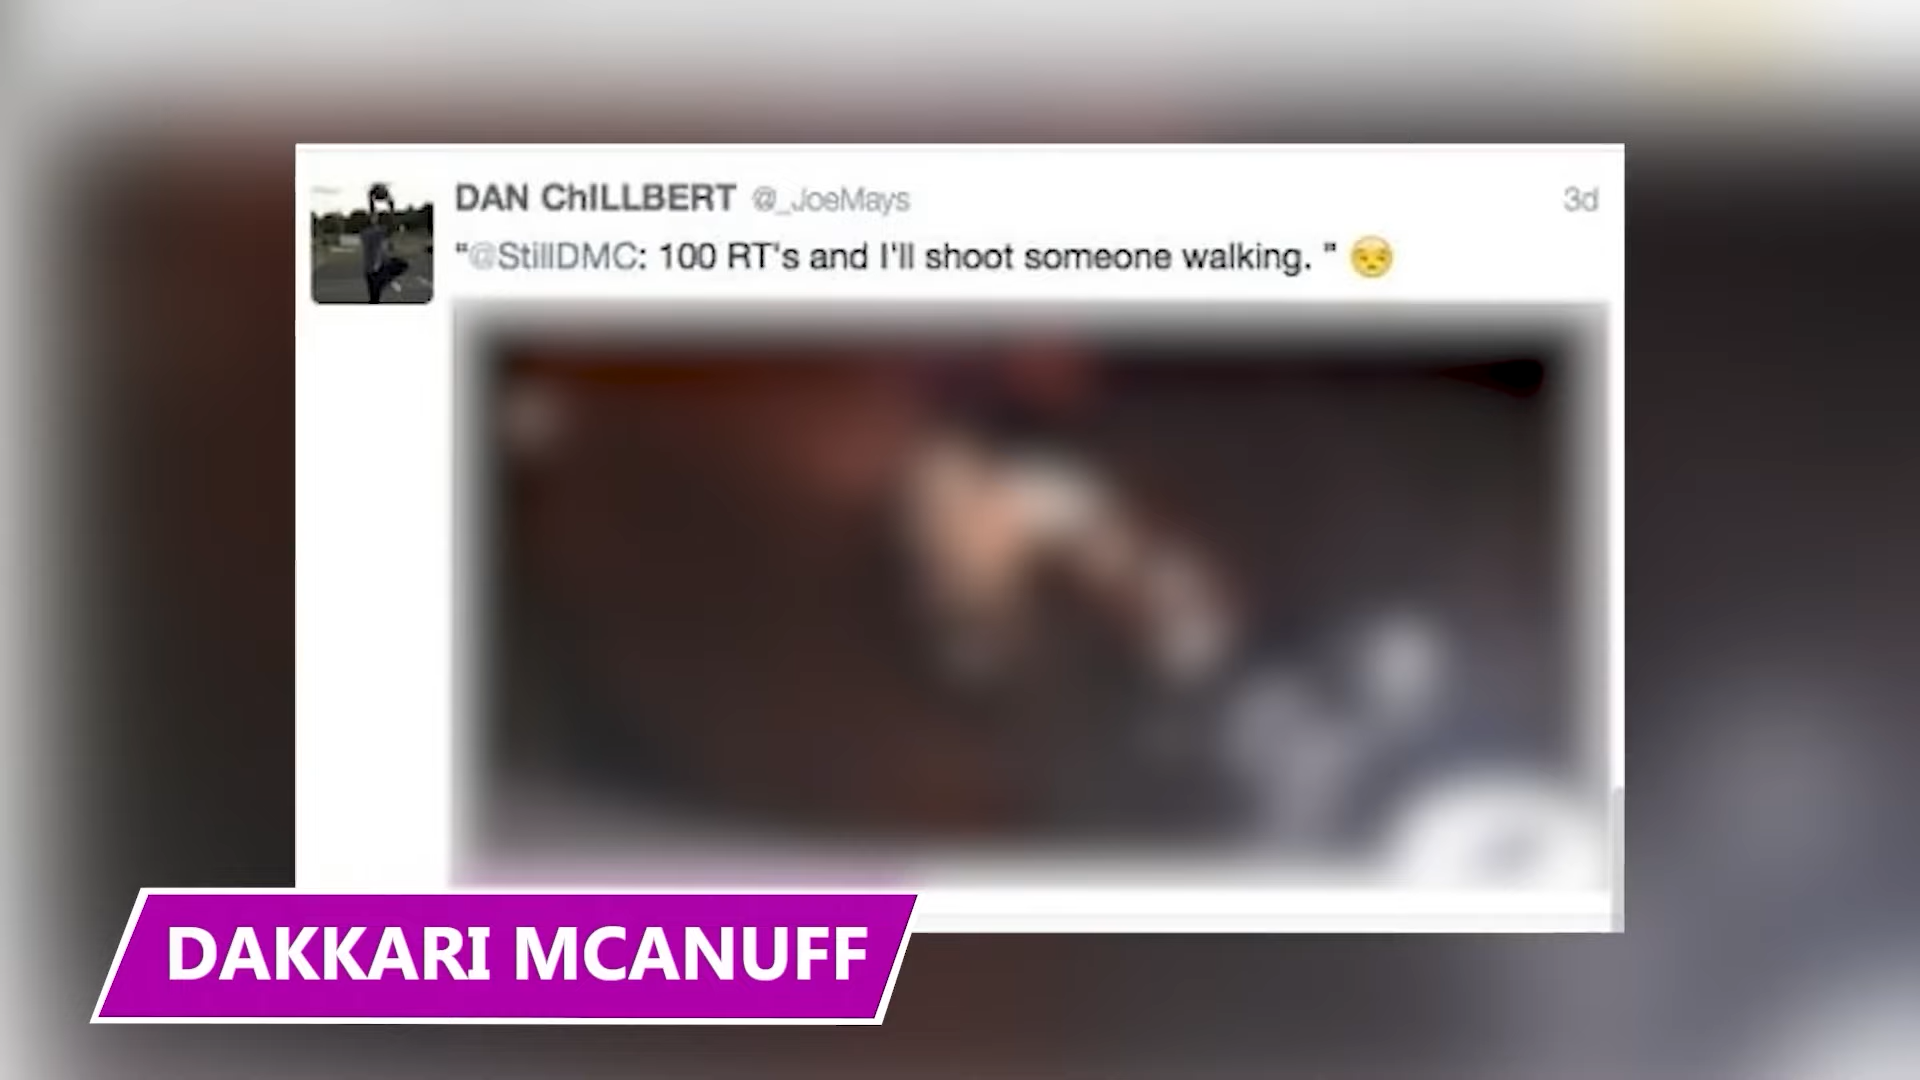 DAN ChILLBERT @_JoeMays 3d
"@StillDMC: 100 RT's and I'll shoot someone walking. "
DAKKARI MCANUFF